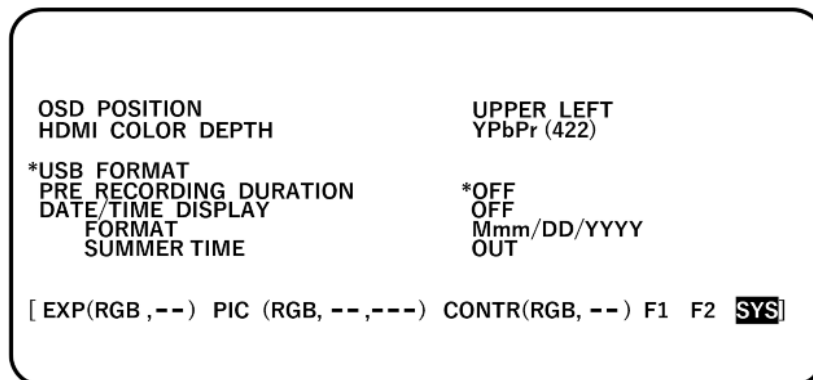 OSD POSITION UPPER LEFT
HDMI COLOR DEPTH YPbPr (422)
*USB FORMAT
PRE RECORDING DURATION *OFF
DATE/TIME DISPLAY OFF
FORMAT Mmm/DD/YYYY
SUMMER TIME OUT
[ EXP(RGB ,--) PIC (RGB, --,---) CONTR(RGB, --) F1 F2 SYS]